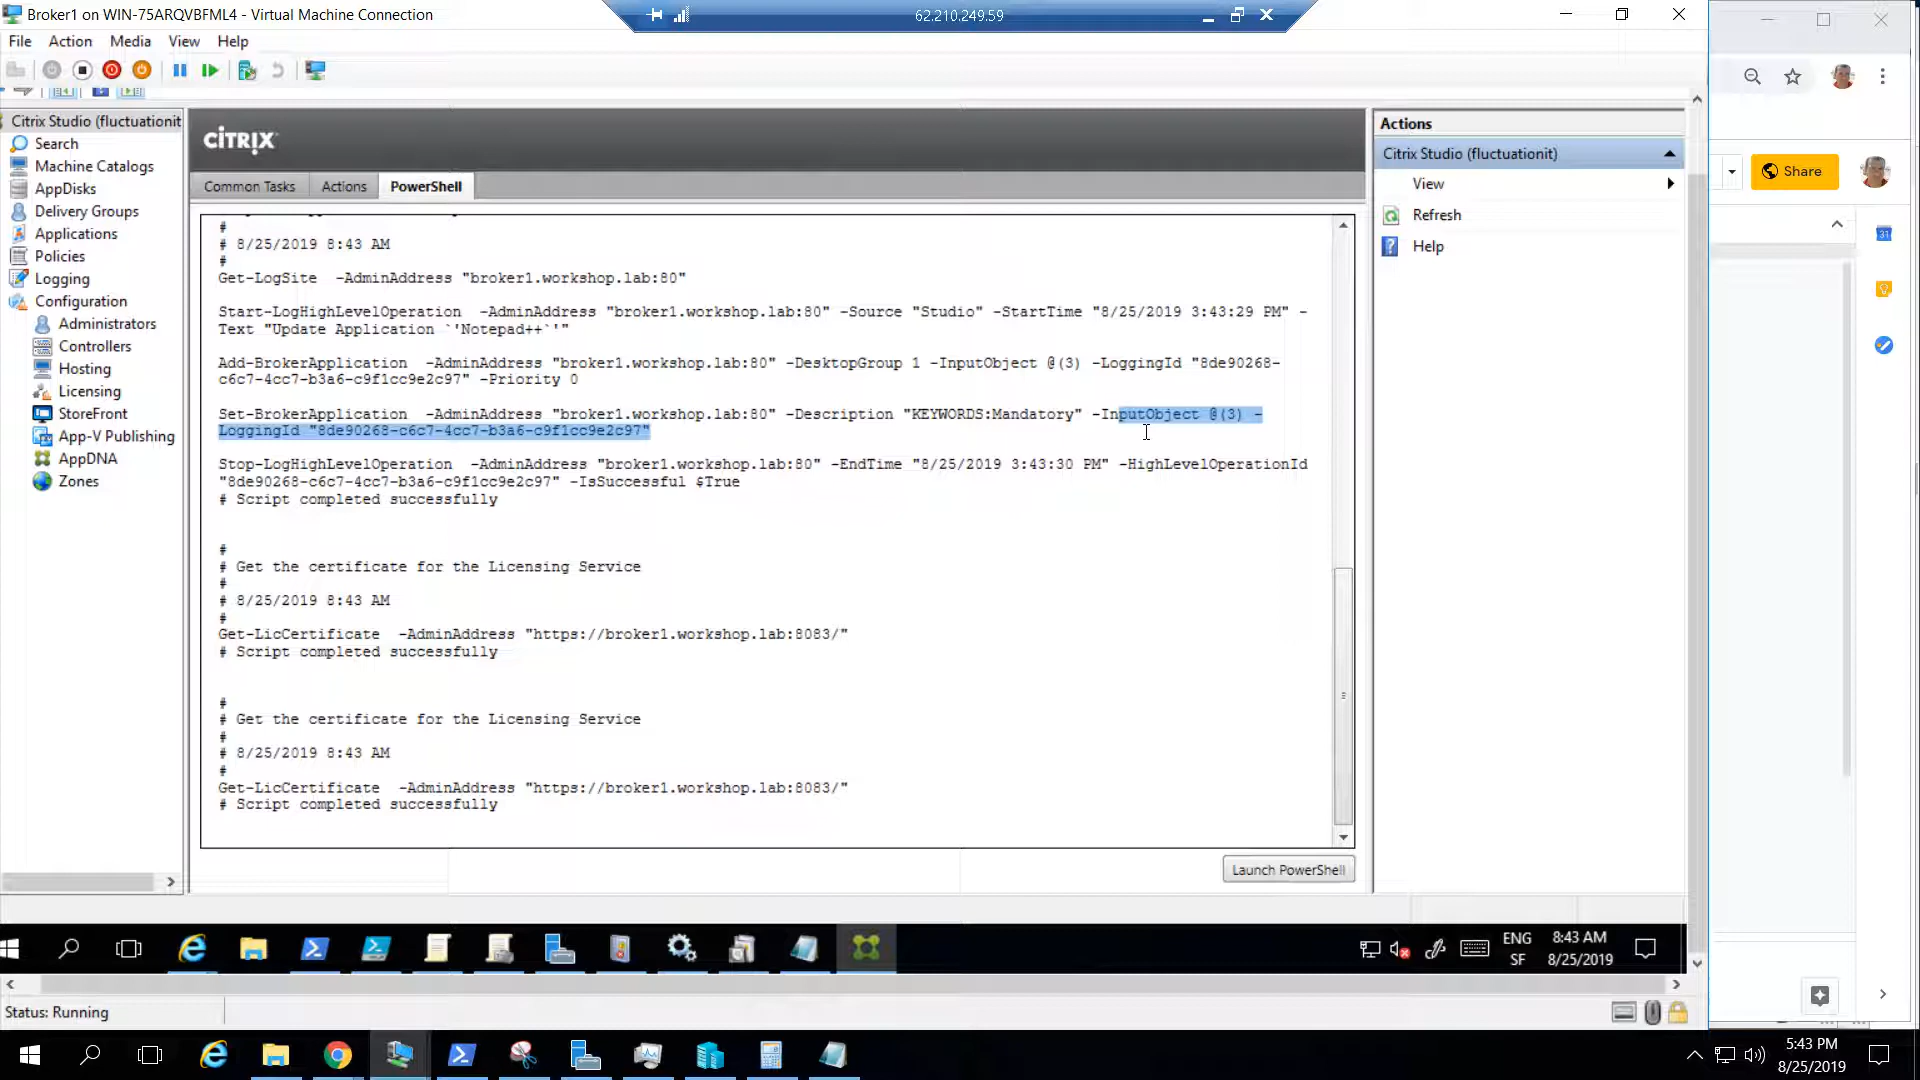 Broker1 on WIN-75ARQVBFML4 - Virtual Machine Connection
62.210.249.59
File Action Media View Help
Citrix Studio (fluctuationit
Search
Machine Catalogs
AppDisks
Delivery Groups
Applications
Policies
Logging
Configuration
Administrators
Controllers
Hosting
Licensing
StoreFront
App-V Publishing
AppDNA
Zones
CİTRIX
Common Tasks Actions PowerShell
#
# 8/25/2019 8:43 AM
#
Get-LogSite -AdminAddress "broker1.workshop.lab:80"
Start-LogHighLevelOperation -AdminAddress "broker1.workshop.lab:80" -Source "Studio" -StartTime "8/25/2019 3:43:29 PM" -
Text "Update Application `'Notepad++`'"
Add-BrokerApplication -AdminAddress "broker1.workshop.lab:80" -DesktopGroup 1 -InputObject @(3) -LoggingId "8de90268-
c6c7-4cc7-b3a6-c9f1cc9e2c97" -Priority 0
Set-BrokerApplication -AdminAddress "broker1.workshop.lab:80" -Description "KEYWORDS:Mandatory" -InputObject @(3) -
LoggingId "8de90268-c6c7-4cc7-b3a6-c9f1cc9e2c97"
Stop-LogHighLevelOperation -AdminAddress "broker1.workshop.lab:80" -EndTime "8/25/2019 3:43:30 PM" -HighLevelOperationId
"8de90268-c6c7-4cc7-b3a6-c9f1cc9e2c97" -IsSuccessful $True
# Script completed successfully
#
# Get the certificate for the Licensing Service
#
# 8/25/2019 8:43 AM
#
Get-LicCertificate -AdminAddress "https://broker1.workshop.lab:8083/"
# Script completed successfully
#
# Get the certificate for the Licensing Service
#
# 8/25/2019 8:43 AM
#
Get-LicCertificate -AdminAddress "https://broker1.workshop.lab:8083/"
# Script completed successfully
Launch PowerShell
Actions
Citrix Studio (fluctuationit)
View
Refresh
Help
Share
31
ENG
SF
8:43 AM
8/25/2019
Status: Running
5:43 PM
8/25/2019